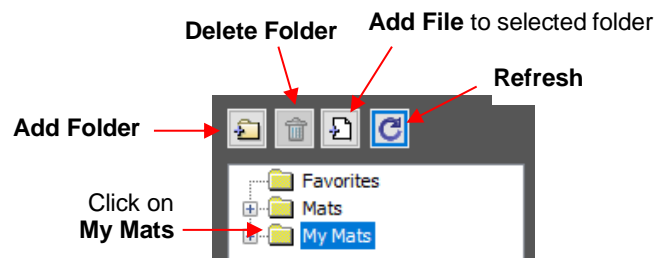 Add File to selected folder
Delete Folder
Refresh
Add Folder
Favorites
Click on
My Mats
Mats
My Mats